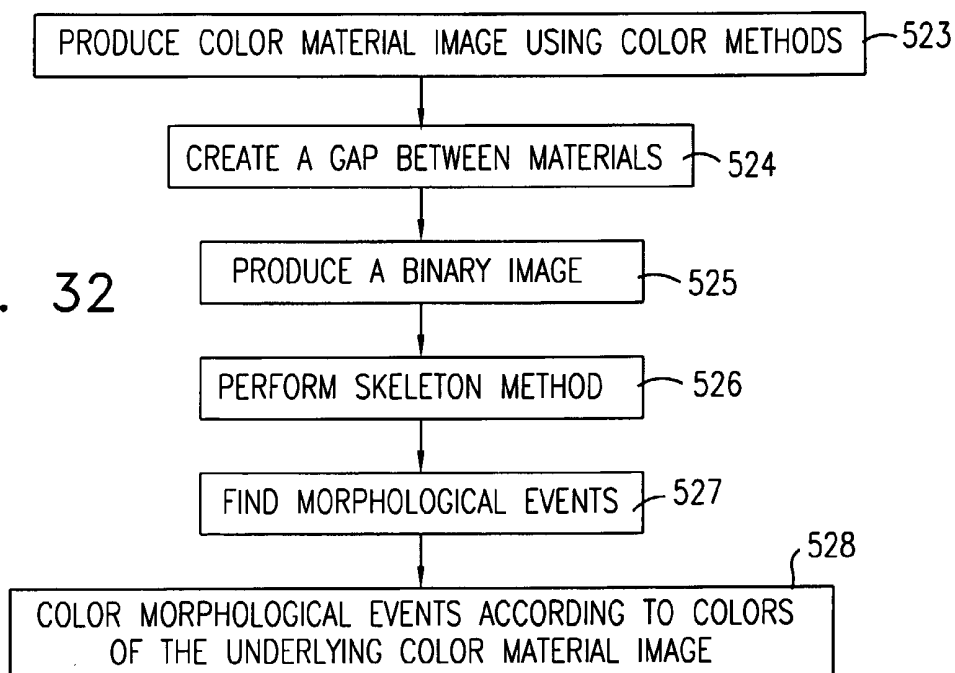 PRODUCE COLOR MATERIAL IMAGE USING COLOR METHODS
523
CREATE A GAP BETWEEN MATERIALS
524
PRODUCE A BINARY IMAGE
525
. 32
PERFORM SKELETON METHOD
526
FIND MORPHOLOGICAL EVENTS
527
528
COLOR MORPHOLOGICAL EVENTS ACCORDING TO COLORS
OF THE UNDERLYING COLOR MATERIAL IMAGE